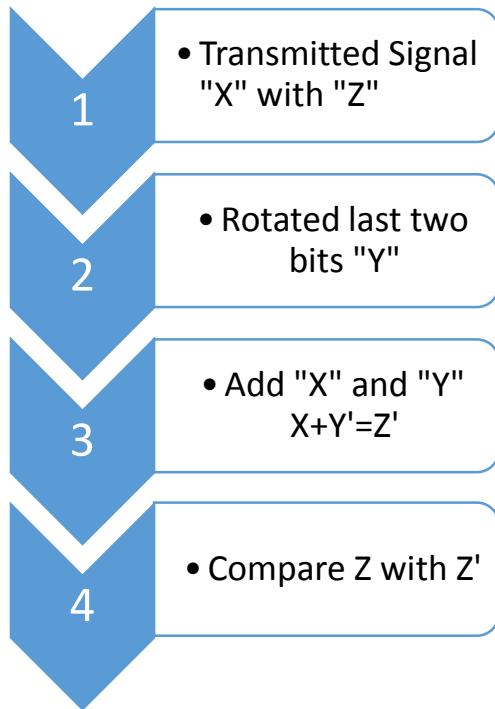 1
• Transmitted Signal
"X" with "Z"
2
• Rotated last two
bits "Y"
3
• Add "X" and "Y"
X+Y'=Z'
4
• Compare Z with Z'